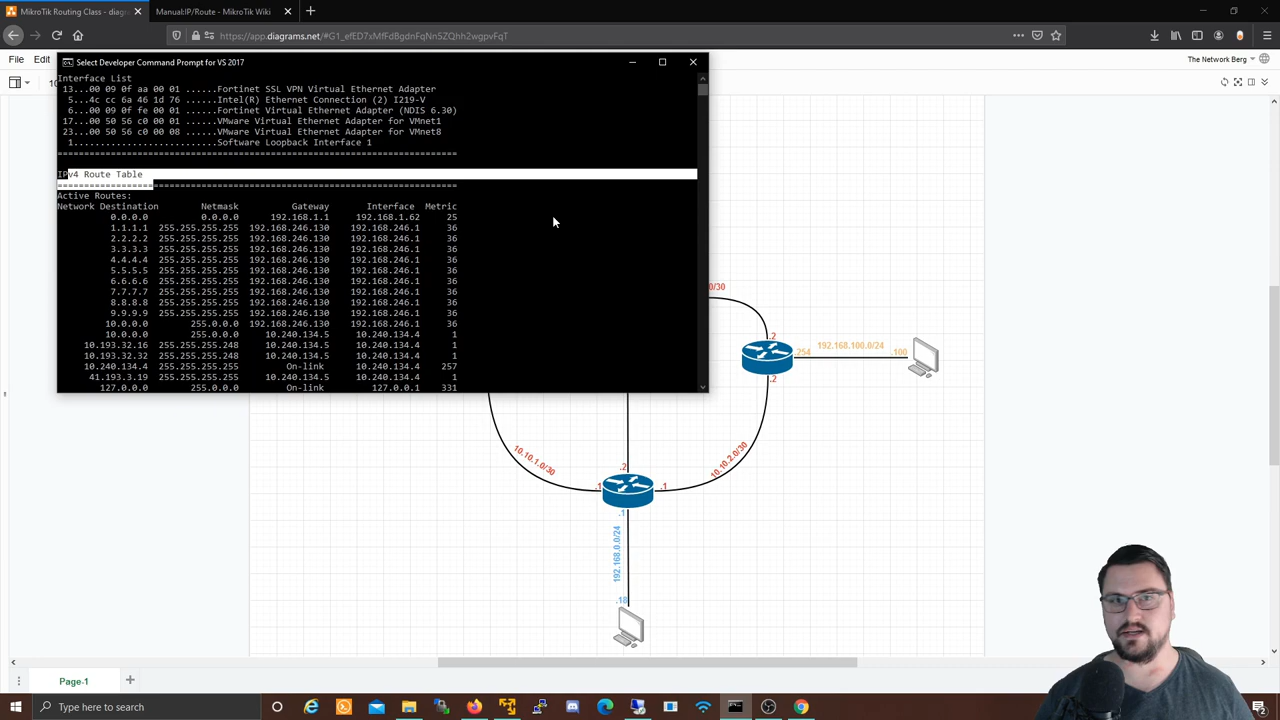 MikroTik Routing Class - diagra
Manual:IP/Route - MikroTik Wiki
https://app.diagrams.net/#G1_efED7xMfFdBgdnFqNn5ZQhh2wgpvFqT
File Edit
The Network Berg
Select Developer Command Prompt for VS 2017
Interface List
13...00 09 0f aa 00 01 ......Fortinet SSL VPN Virtual Ethernet Adapter
5...4c cc 6a 46 1d 76 ......Intel(R) Ethernet Connection (2) I219-V
6...00 09 0f fe 00 01 ......Fortinet Virtual Ethernet Adapter (NDIS 6.30)
17...00 50 56 c0 00 01 ......VMware Virtual Ethernet Adapter for VMnet1
23...00 50 56 c0 00 08 ......VMware Virtual Ethernet Adapter for VMnet8
1...........................Software Loopback Interface 1
===========================================================================
IPv4 Route Table
===========================================================================
Active Routes:
Network Destination Netmask Gateway Interface Metric
0.0.0.0 0.0.0.0 192.168.1.1 192.168.1.62 25
1.1.1.1 255.255.255.255 192.168.246.130 192.168.246.1 36
2.2.2.2 255.255.255.255 192.168.246.130 192.168.246.1 36
3.3.3.3 255.255.255.255 192.168.246.130 192.168.246.1 36
4.4.4.4 255.255.255.255 192.168.246.130 192.168.246.1 36
5.5.5.5 255.255.255.255 192.168.246.130 192.168.246.1 36
6.6.6.6 255.255.255.255 192.168.246.130 192.168.246.1 36
7.7.7.7 255.255.255.255 192.168.246.130 192.168.246.1 36
8.8.8.8 255.255.255.255 192.168.246.130 192.168.246.1 36
9.9.9.9 255.255.255.255 192.168.246.130 192.168.246.1 36
10.0.0.0 255.0.0.0 192.168.246.130 192.168.246.1 36
10.0.0.0 255.0.0.0 10.240.134.5 10.240.134.4 1
10.193.32.16 255.255.255.248 10.240.134.5 10.240.134.4 1
10.193.32.32 255.255.255.248 10.240.134.5 10.240.134.4 1
10.240.134.4 255.255.255.255 On-link 10.240.134.4 257
41.193.3.19 255.255.255.255 10.240.134.5 10.240.134.4 1
127.0.0.0 255.0.0.0 On-link 127.0.0.1 331
0/30
.2
.254
192.168.100.0/24
.100
.2
10.10.1.0/30
10.10.2.0/30
.2
.1
.1
.1
192.168.0.0/24
.18
Page-1
Type here to search